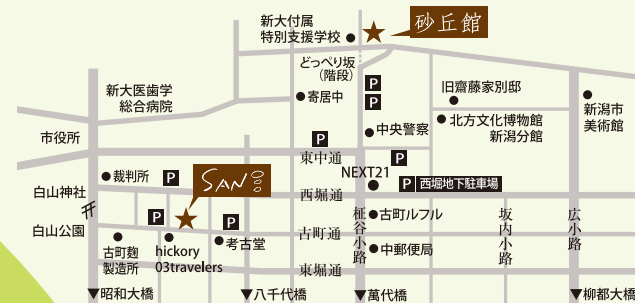 砂丘館
新大付属
特別支援学校
どっぺり坂
(階段)
新大医歯学
総合病院
P
P
寄居中
旧齋藤家別邸
新潟市
美術館
北方文化博物館
新潟分館
中央警察
市役所
P
東中通
P
NEXT21
裁判所
P
SAN
P 西堀地下駐車場
白山神社
西堀通
P
P
柾谷小路
古町ルフル
坂内小路
広小路
白山公園
古町通
古町麹
製造所
hickory
03travelers
考古堂
中郵便局
東堀通
▼昭和大橋
▼八千代橋
▼萬代橋
▼柳都大橋